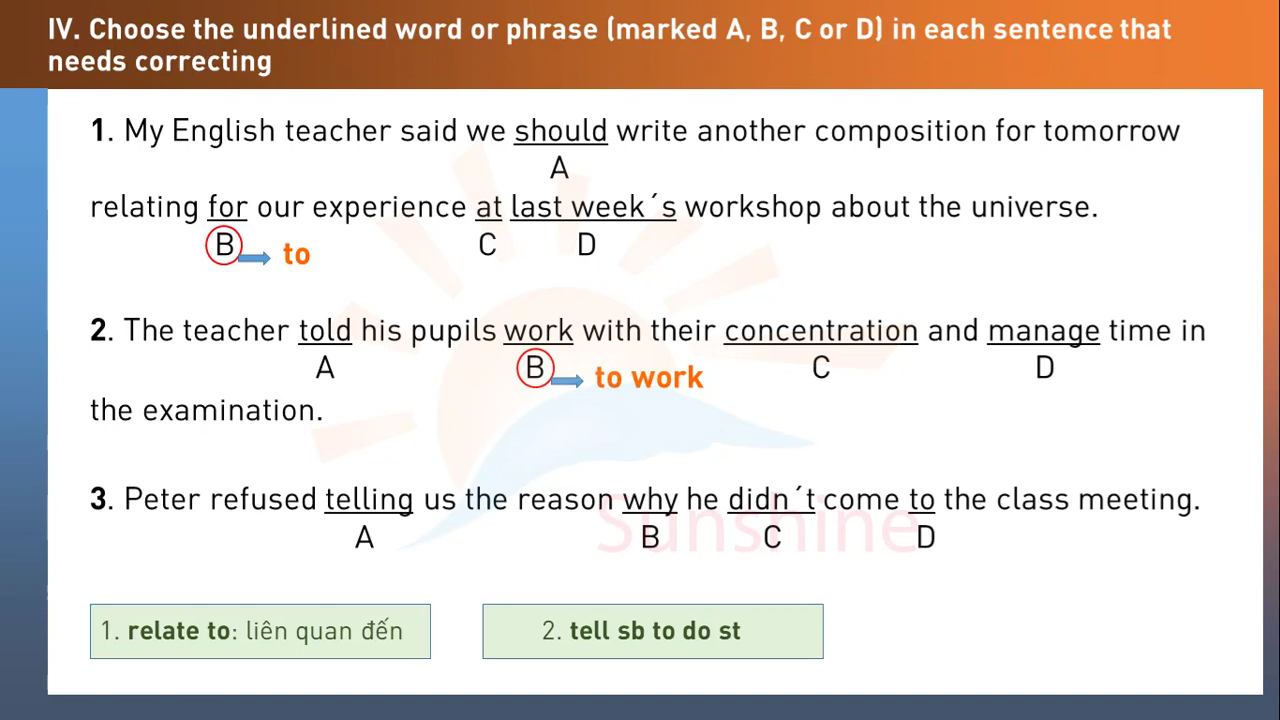 IV. Choose the underlined word or phrase (marked A, B, C or D) in each sentence that
needs correcting
1. My English teacher said we should write another composition for tomorrow
A
relating for our experience at last week´s workshop about the universe.
B to C D
2. The teacher told his pupils work with their concentration and manage time in
A B to work C D
the examination.
3. Peter refused telling us the reason why he didn´t come to the class meeting.
A B C D
Sunshine
1. relate to: liên quan đến
2. tell sb to do st